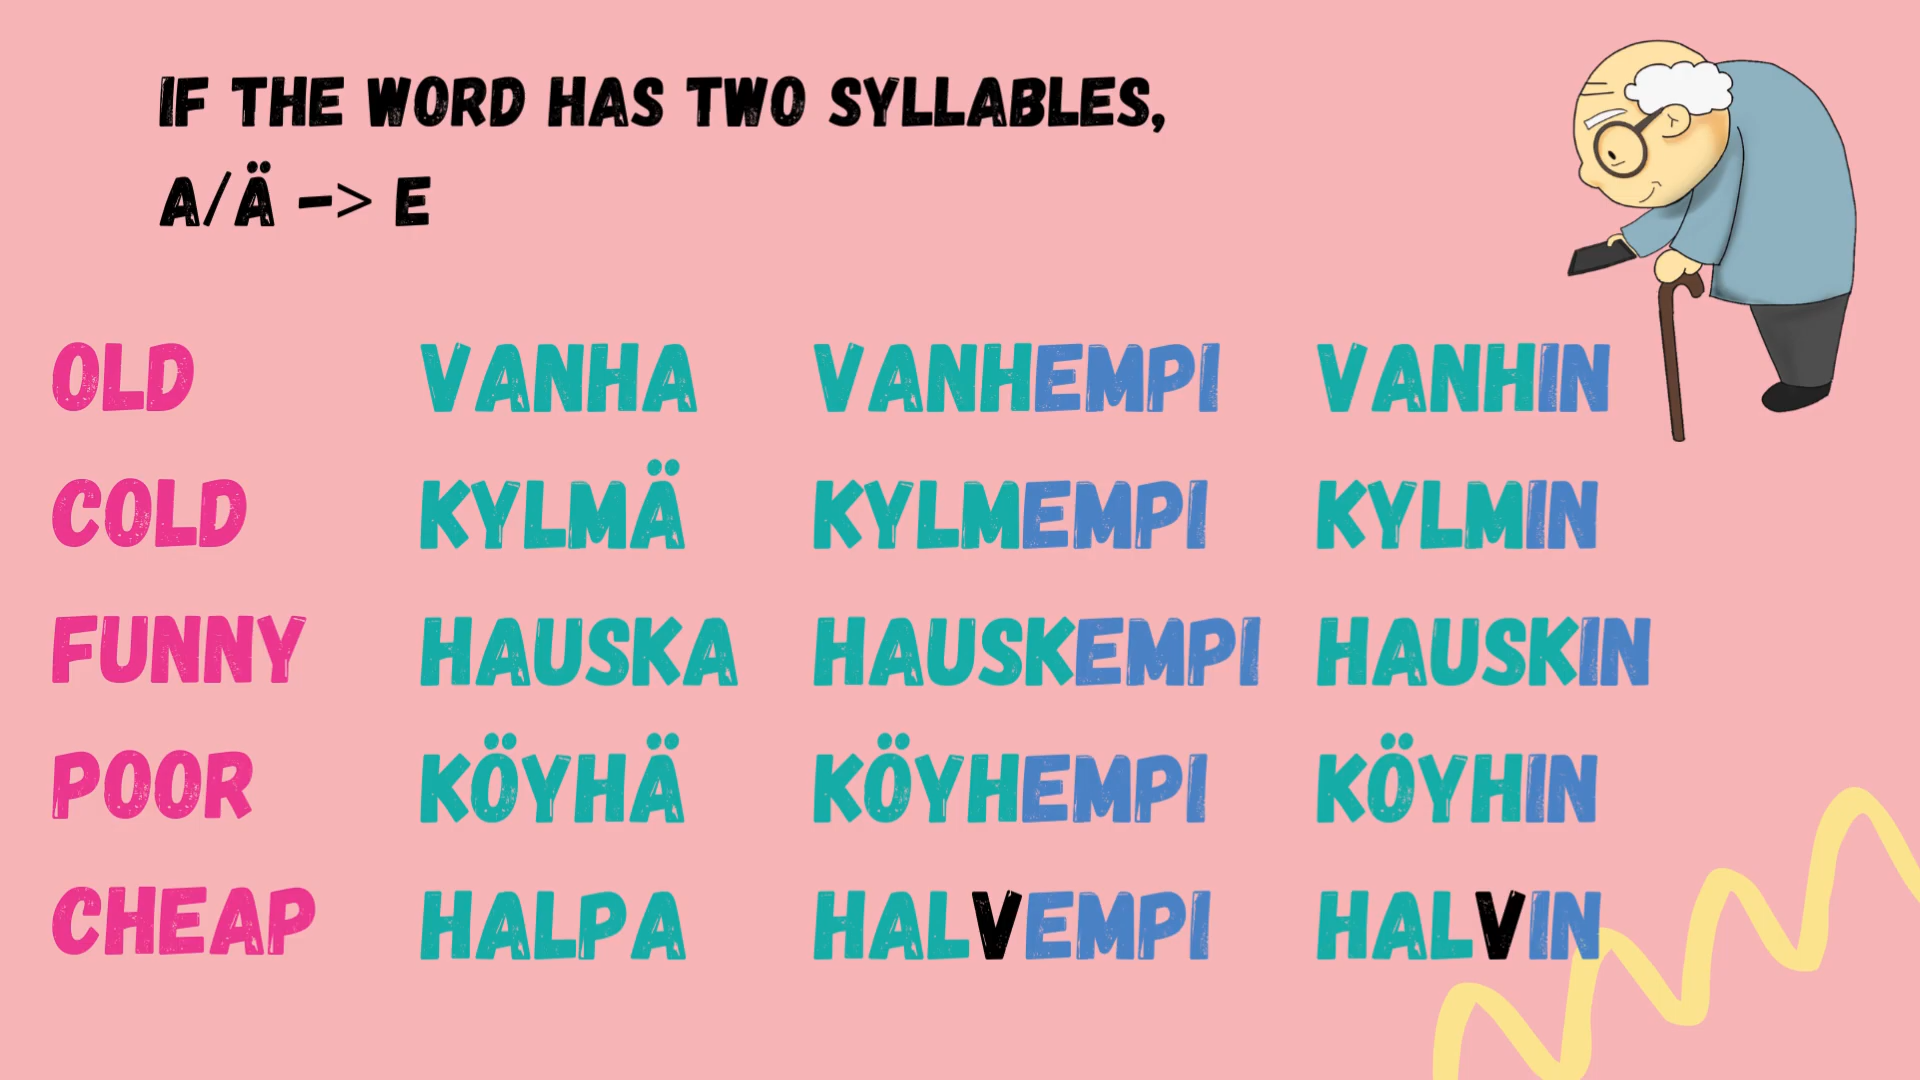 IF THE WORD HAS TWO SYLLABLES,
A/Ä -> E
OLD VANHA VANHEMPI VANHIN
COLD KYLMÄ KYLMEMPI KYLMIN
FUNNY HAUSKA HAUSKEMPI HAUSKIN
POOR KÖYHÄ KÖYHEMPI KÖYHIN
CHEAP HALPA HALVEMPI HALVIN